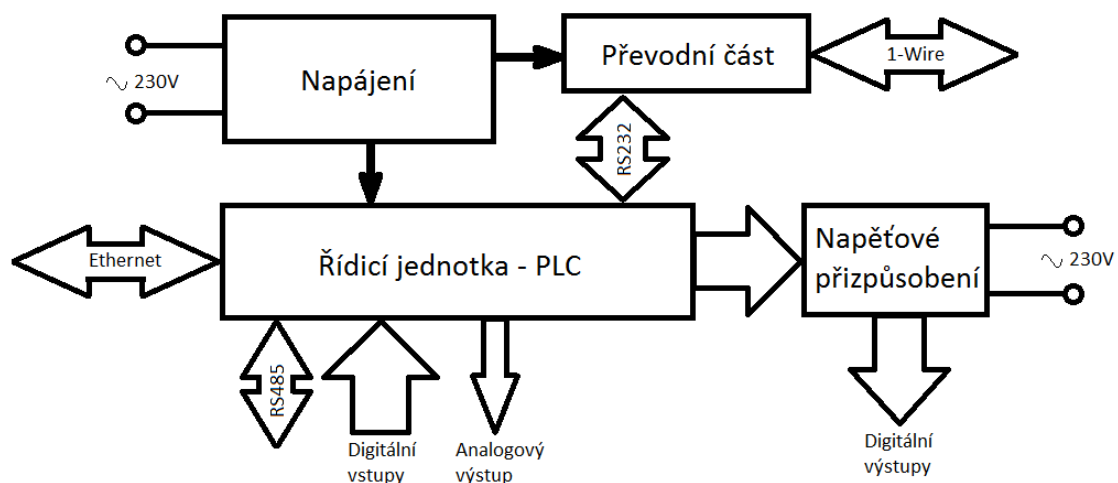 Napájení
∿ 230V
Převodní část
1-Wire
RS232
Ethernet
Řídicí jednotka - PLC
Napěťové
přizpůsobení
∿ 230V
RS485
Digitální
vstupy
Analogový
výstup
Digitální
výstupy